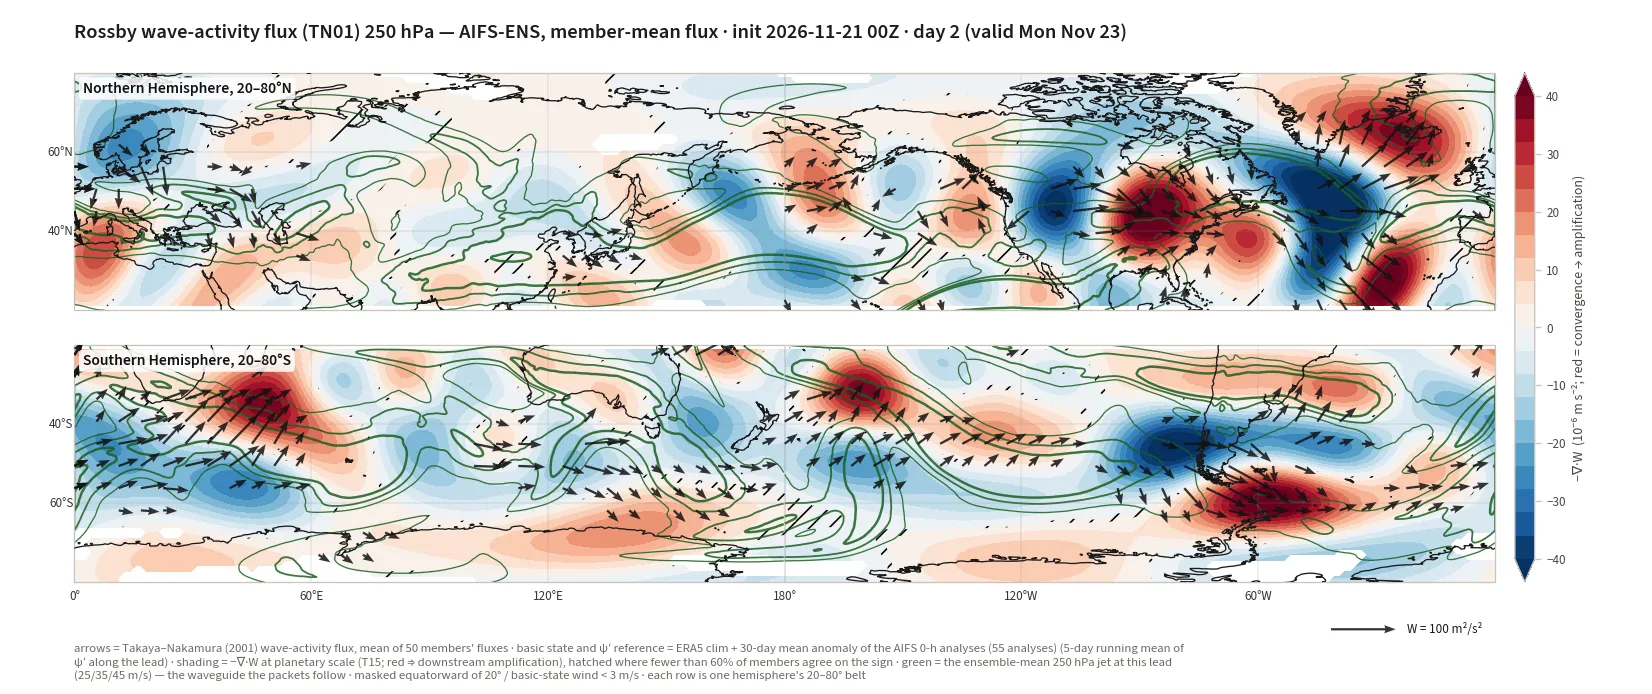 Rossby wave-activity flux (TN01) 250 hPa — AIFS-ENS, member-mean flux · init 2026-11-21 00Z · day 2 (valid Mon Nov 23)
Northern Hemisphere, 20–80°N
60°N
40°N
Southern Hemisphere, 20–80°S
40°S
60°S
0°
60°E
120°E
180°
120°W
60°W
40
30
20
10
0
−10
−20
−30
−40
−∇·W (10⁻⁶ m s⁻²; red = convergence → amplification)
W = 100 m²/s²
arrows = Takaya–Nakamura (2001) wave-activity flux, mean of 50 members' fluxes · basic state and ψ' reference = ERA5 clim + 30-day mean anomaly of the AIFS 0-h analyses (55 analyses) (5-day running mean of
ψ' along the lead) · shading = −∇·W at planetary scale (T15; red ⇒ downstream amplification), hatched where fewer than 60% of members agree on the sign · green = the ensemble-mean 250 hPa jet at this lead
(25/35/45 m/s) — the waveguide the packets follow · masked equatorward of 20° / basic-state wind < 3 m/s · each row is one hemisphere's 20–80° belt